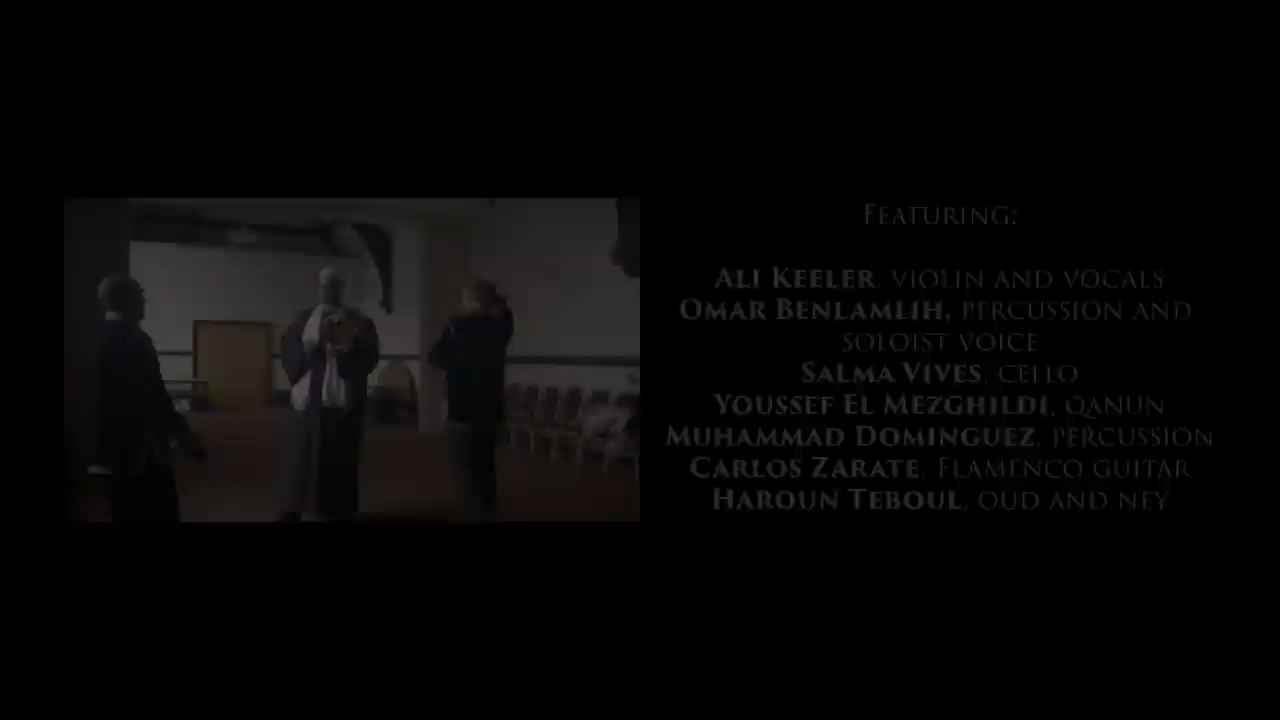 FEATURING:
ALI KEELER, VIOLIN AND VOCALS
OMAR BENLAMLIH, PERCUSSION AND
SOLOIST VOICE
SALMA VIVES, CELLO
YOUSSEF EL MEZGHILDI, QANUN
MUHAMMAD DOMINGUEZ, PERCUSSION
CARLOS ZARATE, FLAMENCO GUITAR
HAROUN TEBOUL, OUD AND NEY